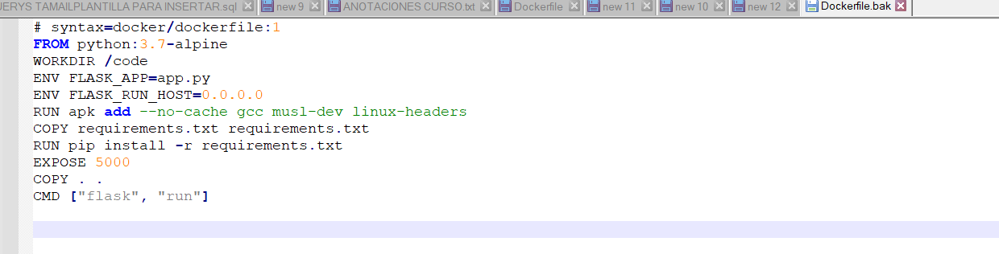 UERYS TAMAILPLANTILLA PARA INSERTAR.sql new 9 ANOTACIONES CURSO.txt Dockerfile new 11 new 10 new 12 Dockerfile.bak
# syntax=docker/dockerfile:1
FROM python:3.7-alpine
WORKDIR /code
ENV FLASK_APP=app.py
ENV FLASK_RUN_HOST=0.0.0.0
RUN apk add --no-cache gcc musl-dev linux-headers
COPY requirements.txt requirements.txt
RUN pip install -r requirements.txt
EXPOSE 5000
COPY . .
CMD ["flask", "run"]